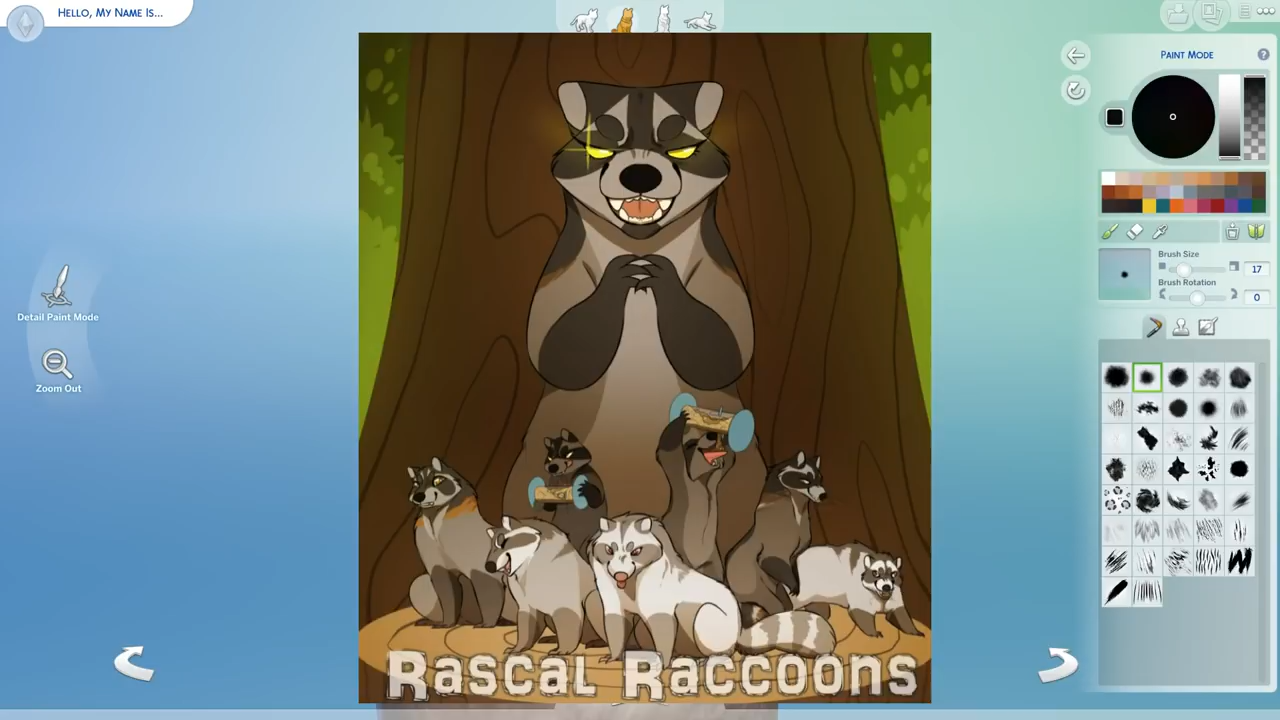 Hello, My Name Is...
Paint Mode
?
Brush Size
17
Brush Rotation
0
Detail Paint Mode
Zoom Out
Rascal Raccoons